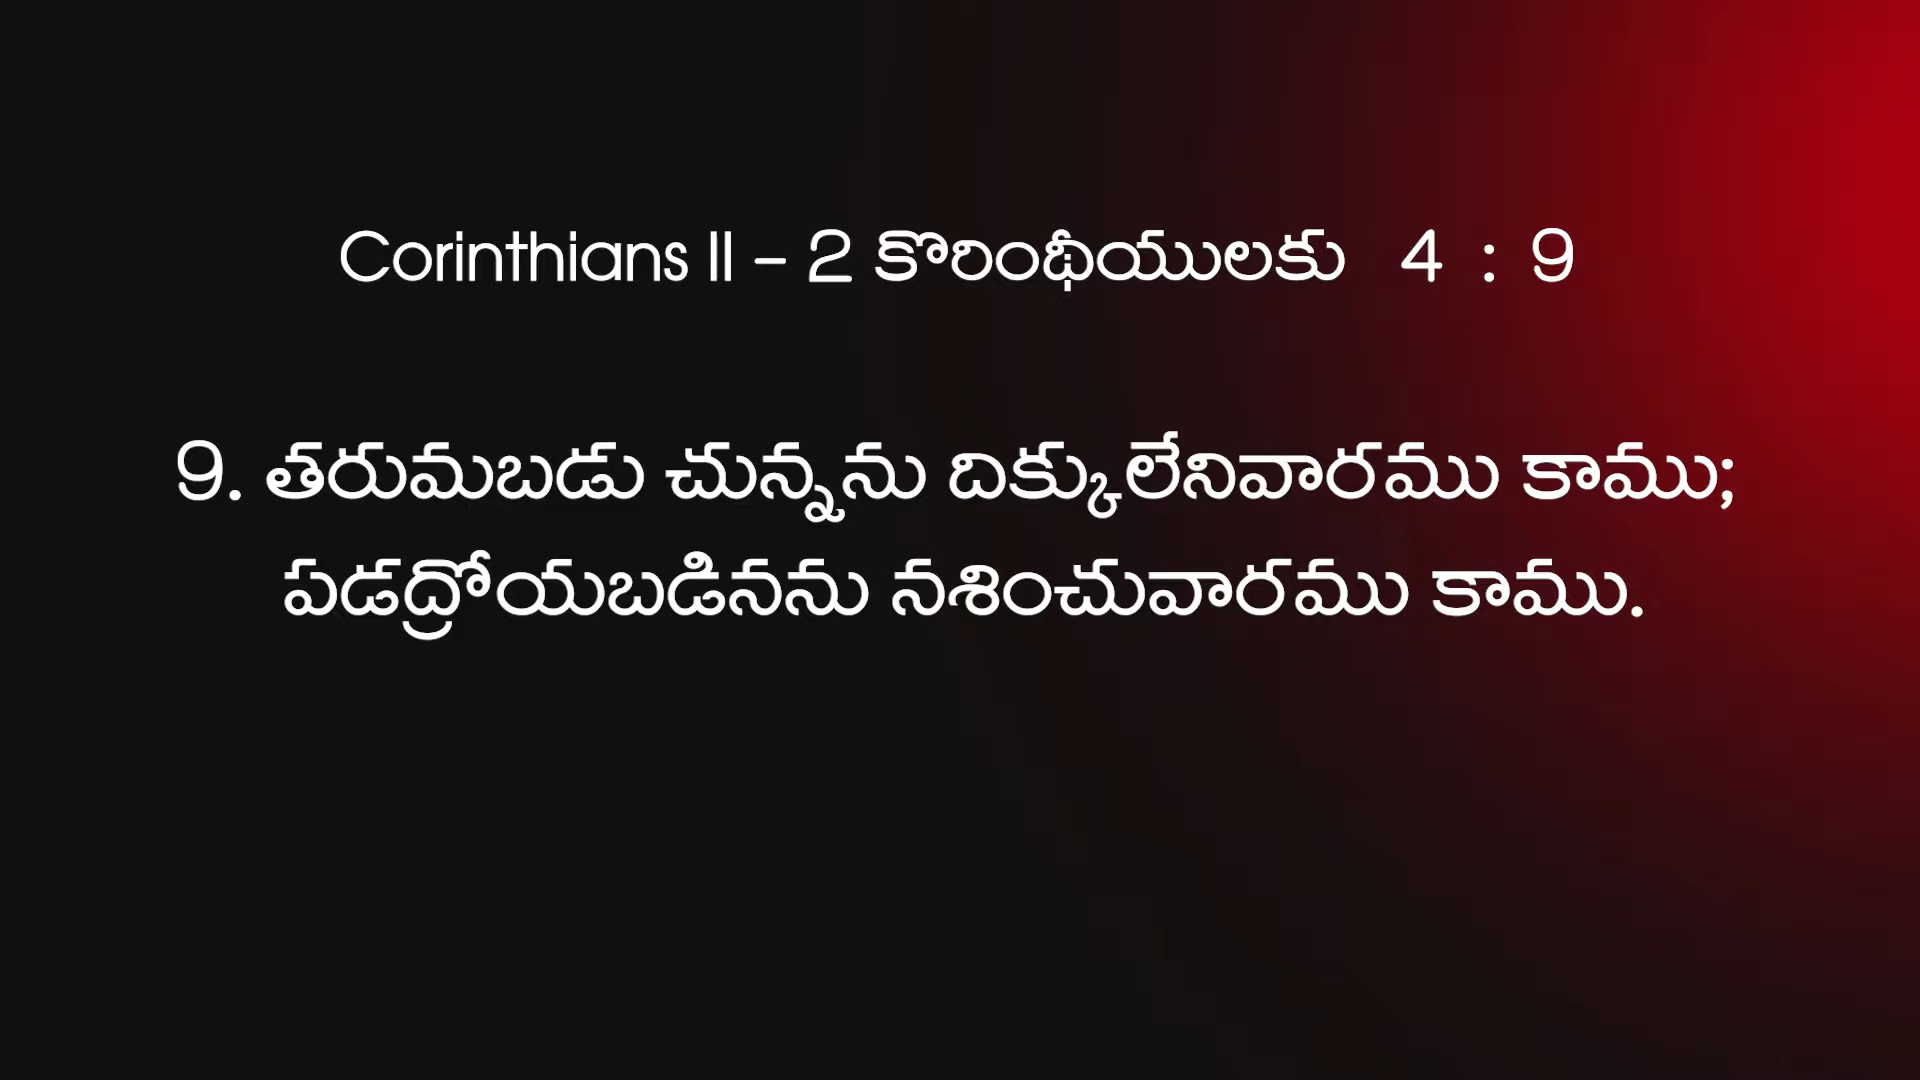 Corinthians II – 2 కొరింథీయులకు 4 : 9
9. తరుమబడు చున్నను దిక్కులేనివారము కాము;
పడద్రోయబడినను నశించువారము కాము.